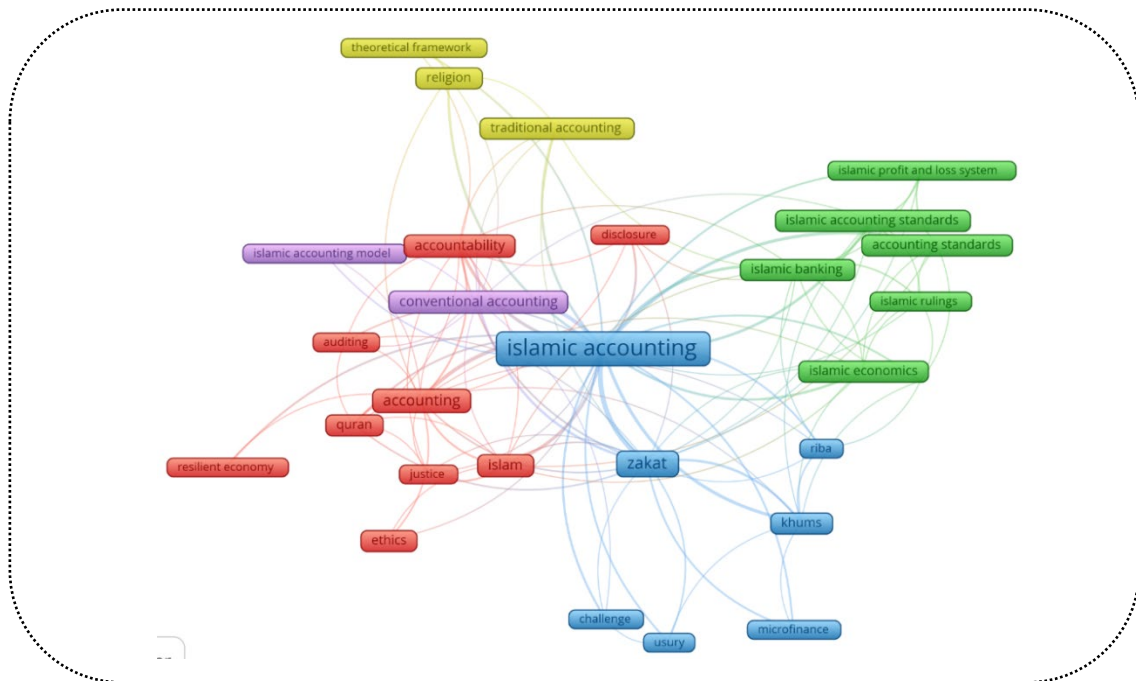 theoretical framework
religion
traditional accounting
islamic profit and loss system
islamic accounting standards
accounting standards
disclosure
accountability
islamic accounting model
islamic banking
islamic rulings
conventional accounting
auditing
islamic accounting
islamic economics
accounting
quran
riba
resilient economy
justice
islam
zakat
khums
ethics
challenge
usury
microfinance